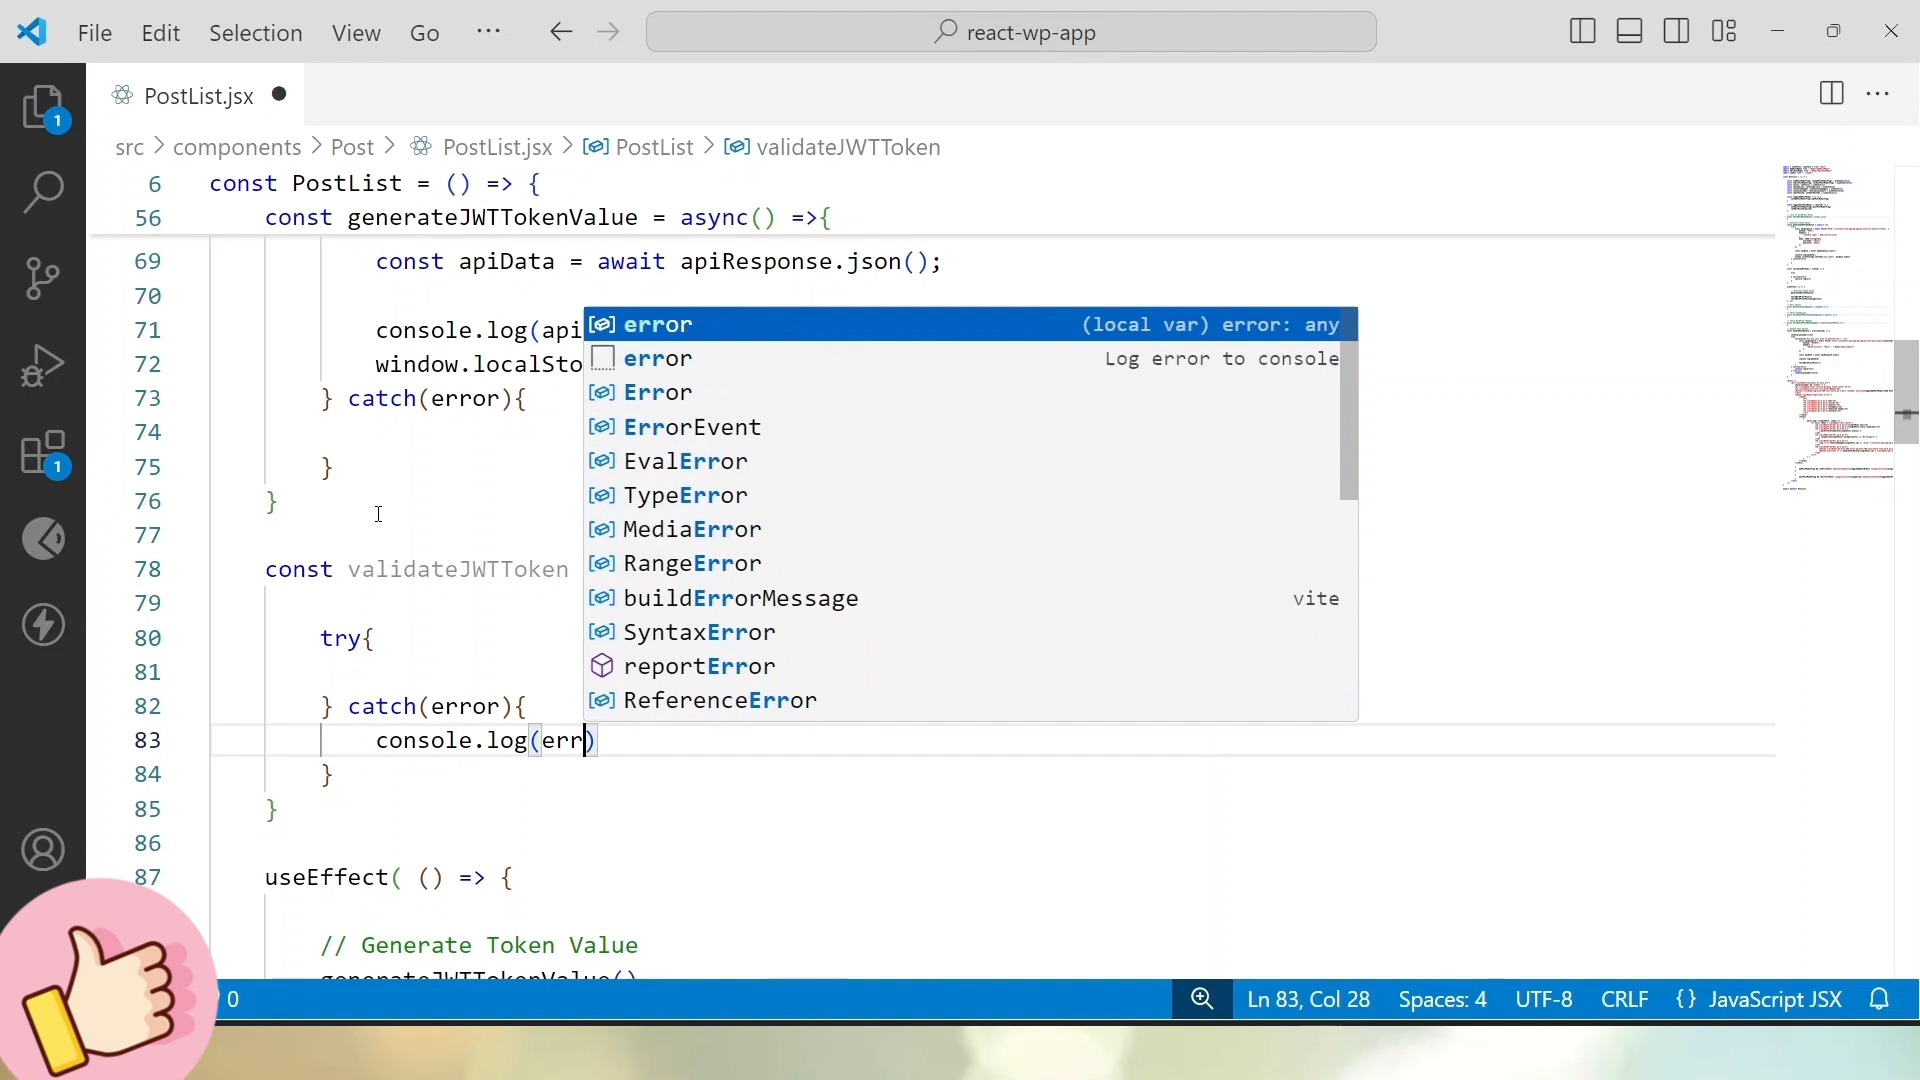 File Edit Selection View Go ··· react-wp-app
1
PostList.jsx
src > components > Post > PostList.jsx > PostList > validateJWTToken
6 const PostList = () => {
56 const generateJWTTokenValue = async() =>{
69 const apiData = await apiResponse.json();
70
71 console.log(api
72 window.localSto
73 } catch(error){
74
75 }
76 }
77
78 const validateJWTToken
79
80 try{
81
82 } catch(error){
83 console.log(err)
84 }
85 }
86
87 useEffect( () => {
// Generate Token Value
generateJWTTokenValue()
error (local var) error: any
error Log error to console
Error
ErrorEvent
EvalError
TypeError
MediaError
RangeError
buildErrorMessage vite
SyntaxError
reportError
ReferenceError
1
0 Ln 83, Col 28 Spaces: 4 UTF-8 CRLF {} JavaScript JSX